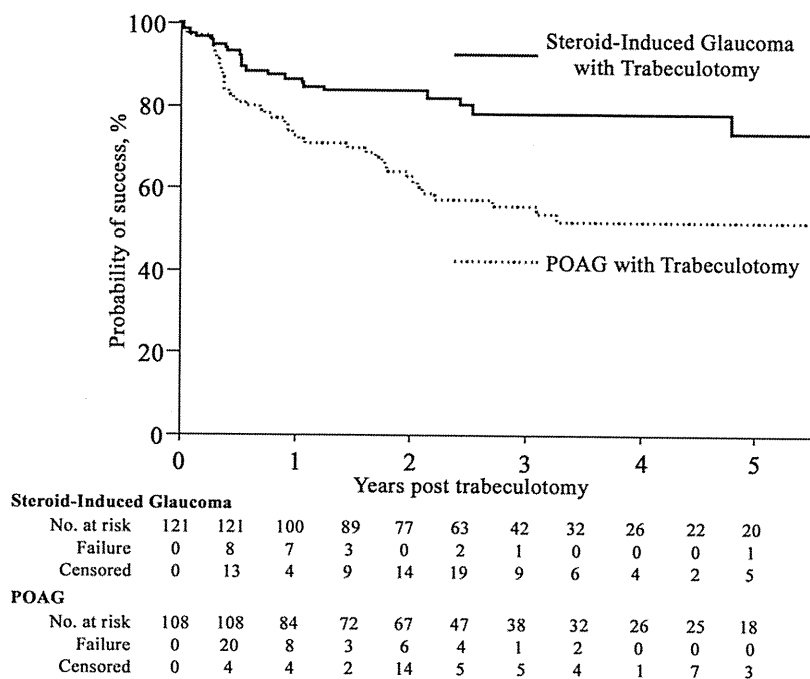 100
80
60
40
20
0
Probability of success, %
Steroid-Induced Glaucoma
with Trabeculotomy
POAG with Trabeculotomy
0 1 2 3 4 5
Years post trabeculotomy
Steroid-Induced Glaucoma
No. at risk 121 121 100 89 77 63 42 32 26 22 20
Failure 0 8 7 3 0 2 1 0 0 0 1
Censored 0 13 4 9 14 19 9 6 4 2 5
POAG
No. at risk 108 108 84 72 67 47 38 32 26 25 18
Failure 0 20 8 3 6 4 1 2 0 0 0
Censored 0 4 4 2 14 5 5 4 1 7 3